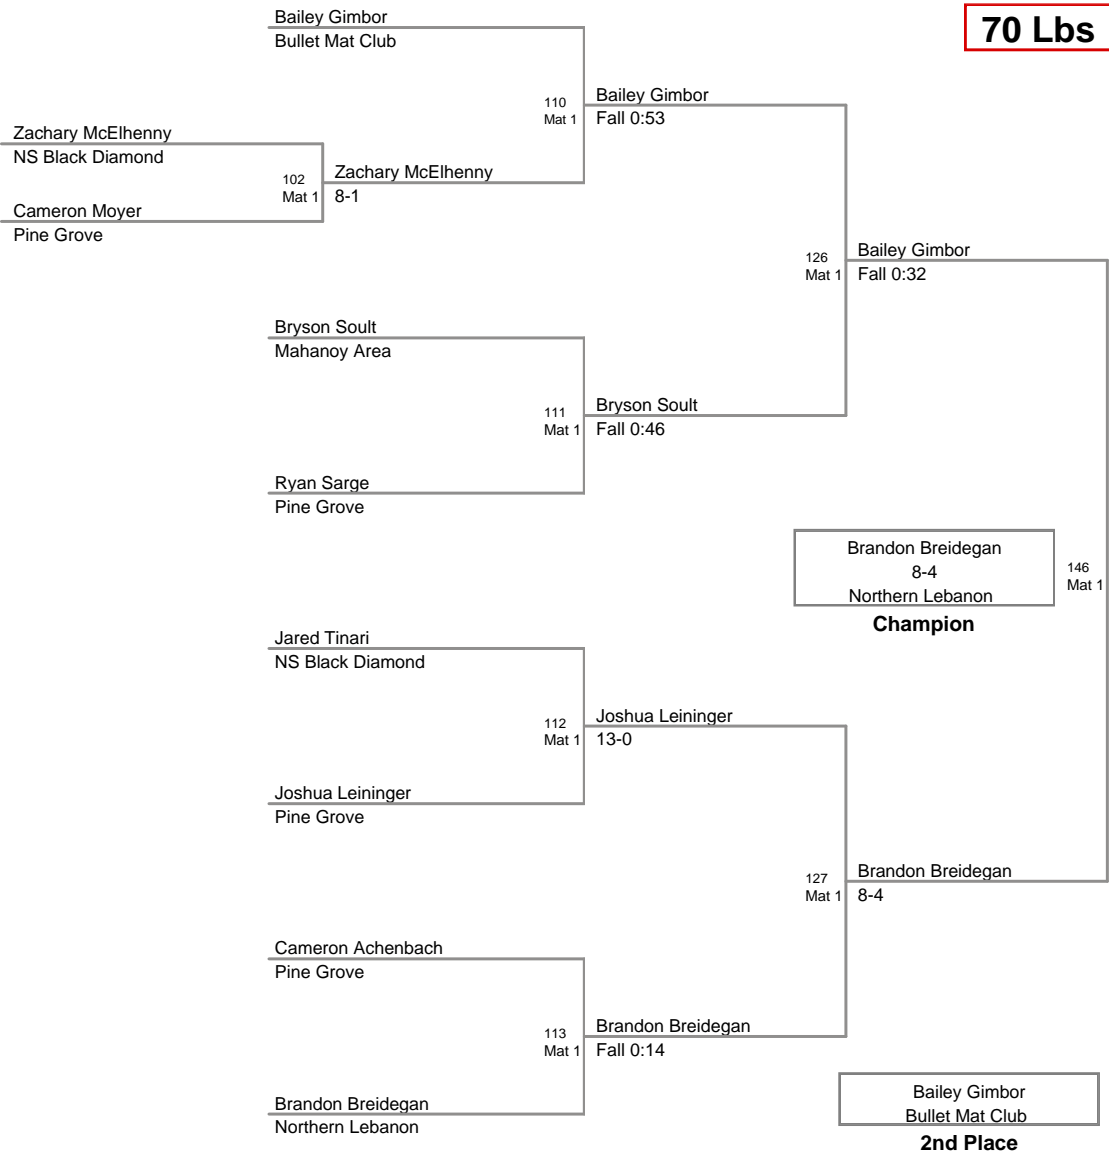 Bailey Gimbor
Bullet Mat Club
70 Lbs
110
Mat 1
Bailey Gimbor
Fall 0:53
Zachary McElhenny
NS Black Diamond
102
Mat 1
Zachary McElhenny
8-1
Cameron Moyer
Pine Grove
126
Mat 1
Bailey Gimbor
Fall 0:32
Bryson Soult
Mahanoy Area
111
Mat 1
Bryson Soult
Fall 0:46
Ryan Sarge
Pine Grove
Brandon Breidegan
8-4
Northern Lebanon
Champion
146
Mat 1
Jared Tinari
NS Black Diamond
112
Mat 1
Joshua Leininger
13-0
Joshua Leininger
Pine Grove
127
Mat 1
Brandon Breidegan
8-4
Cameron Achenbach
Pine Grove
113
Mat 1
Brandon Breidegan
Fall 0:14
Brandon Breidegan
Northern Lebanon
Bailey Gimbor
Bullet Mat Club
2nd Place